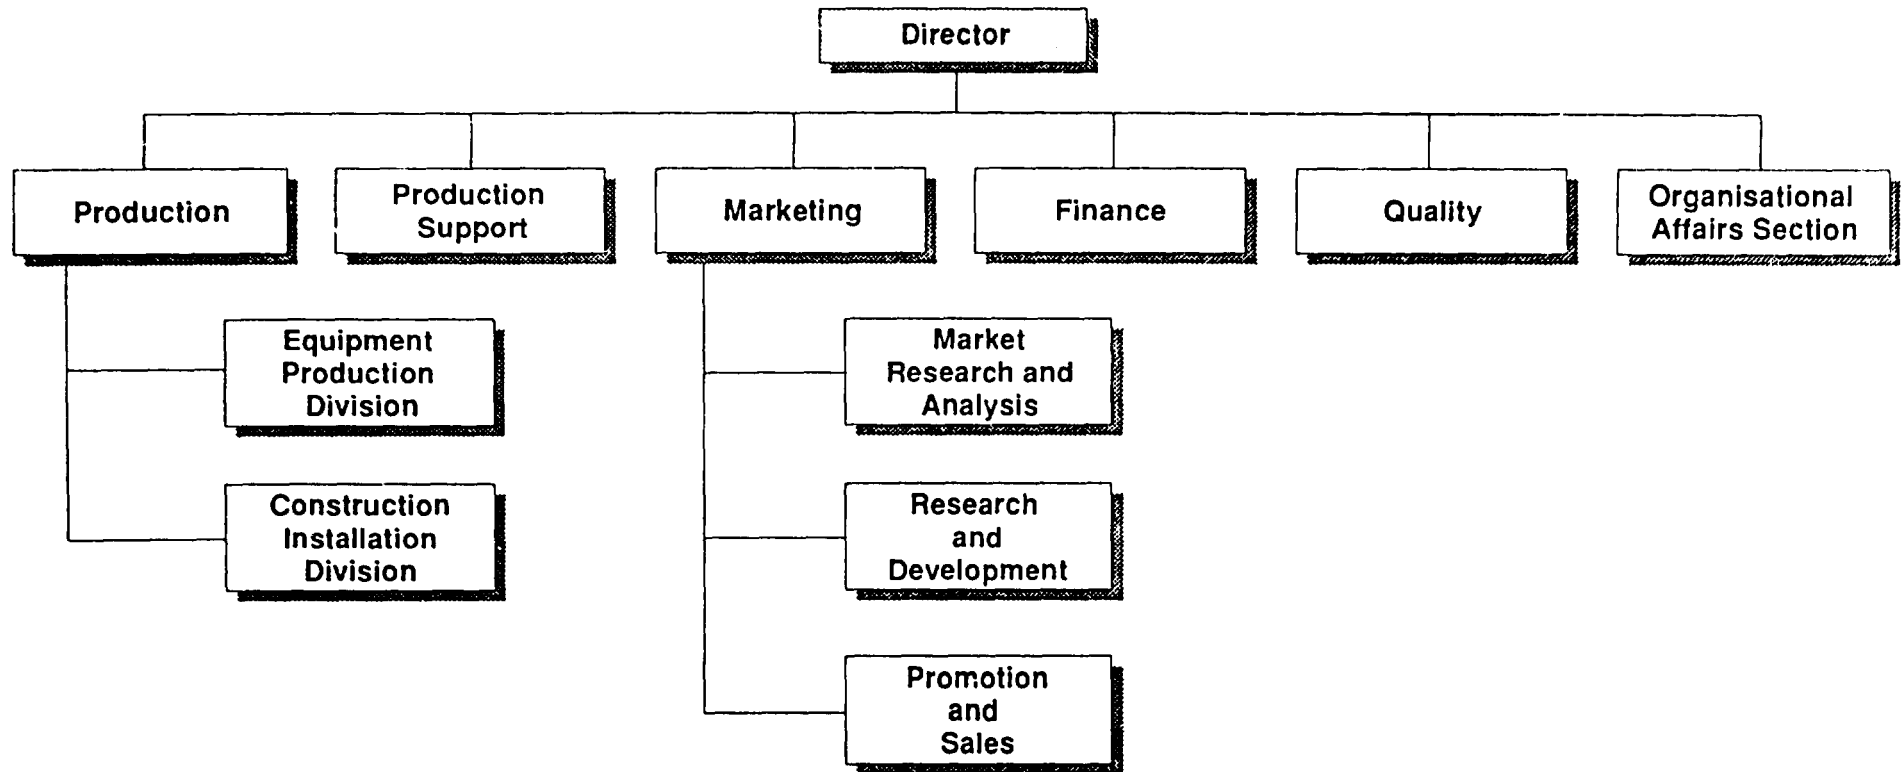 Director
Production
Production
Support
Marketing
Finance
Quality
Organisational
Affairs Section
Equipment
Production
Division
Construction
Installation
Division
Market
Research and
Analysis
Research
and
Development
Promotion
and
Sales